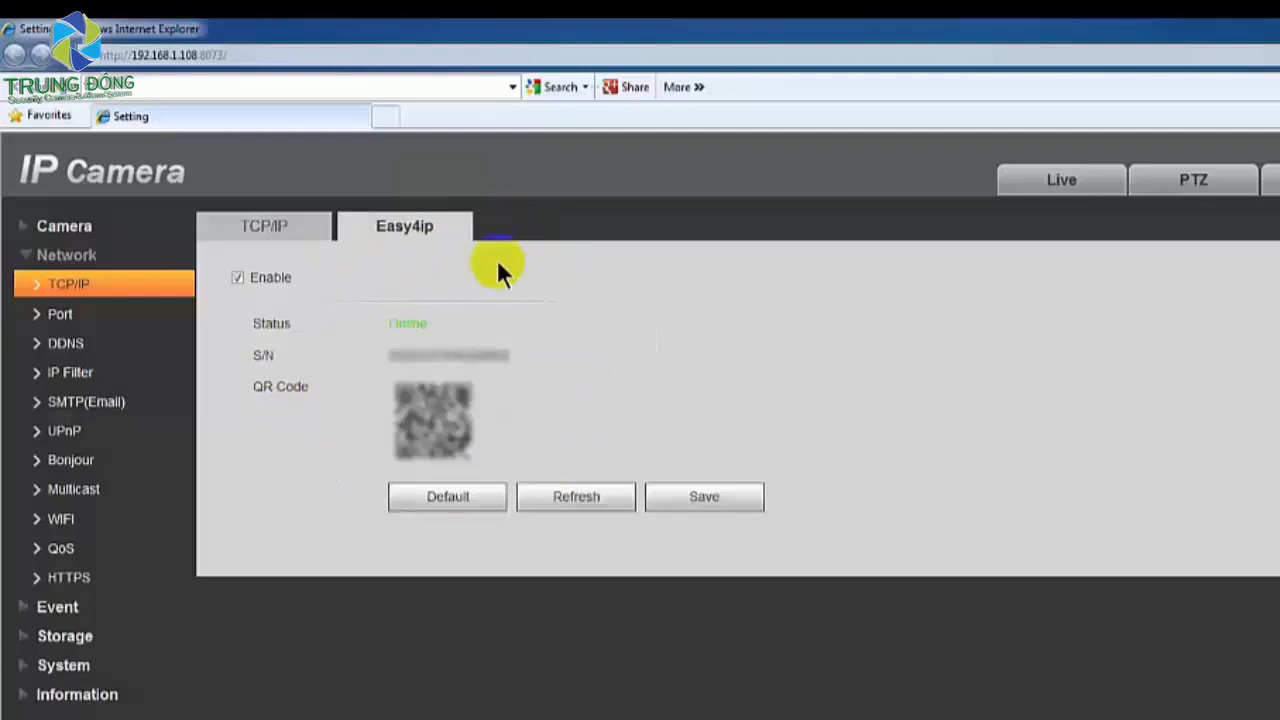 Setting
ws Internet Explorer
http://192.168.1.108:8073/
TRUNG ĐÔNG
Search
Share
More »
Favorites
Setting
IP Camera
Live
PTZ
Camera
Network
TCP/IP
Port
DDNS
IP Filter
SMTP(Email)
UPnP
Bonjour
Multicast
WIFI
QoS
HTTPS
Event
Storage
System
Information
TCP/IP
Easy4ip
Enable
Status
Online
S/N
QR Code
Default
Refresh
Save